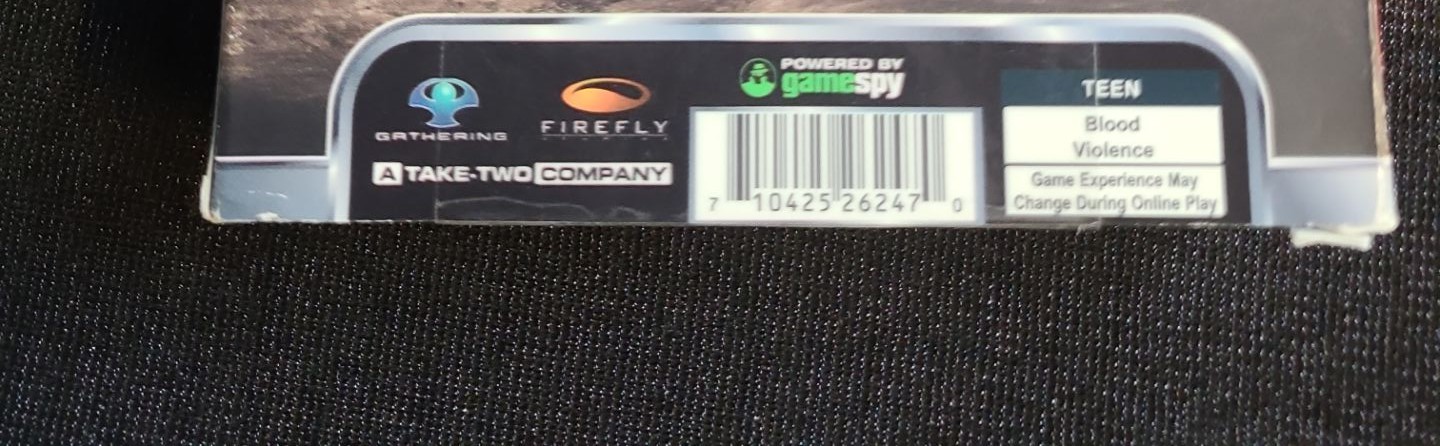 GATHERING
FIREFLY
A TAKE-TWO COMPANY
POWERED BY
gamespy
7 10425 26247 0
TEEN
Blood
Violence
Game Experience May
Change During Online Play